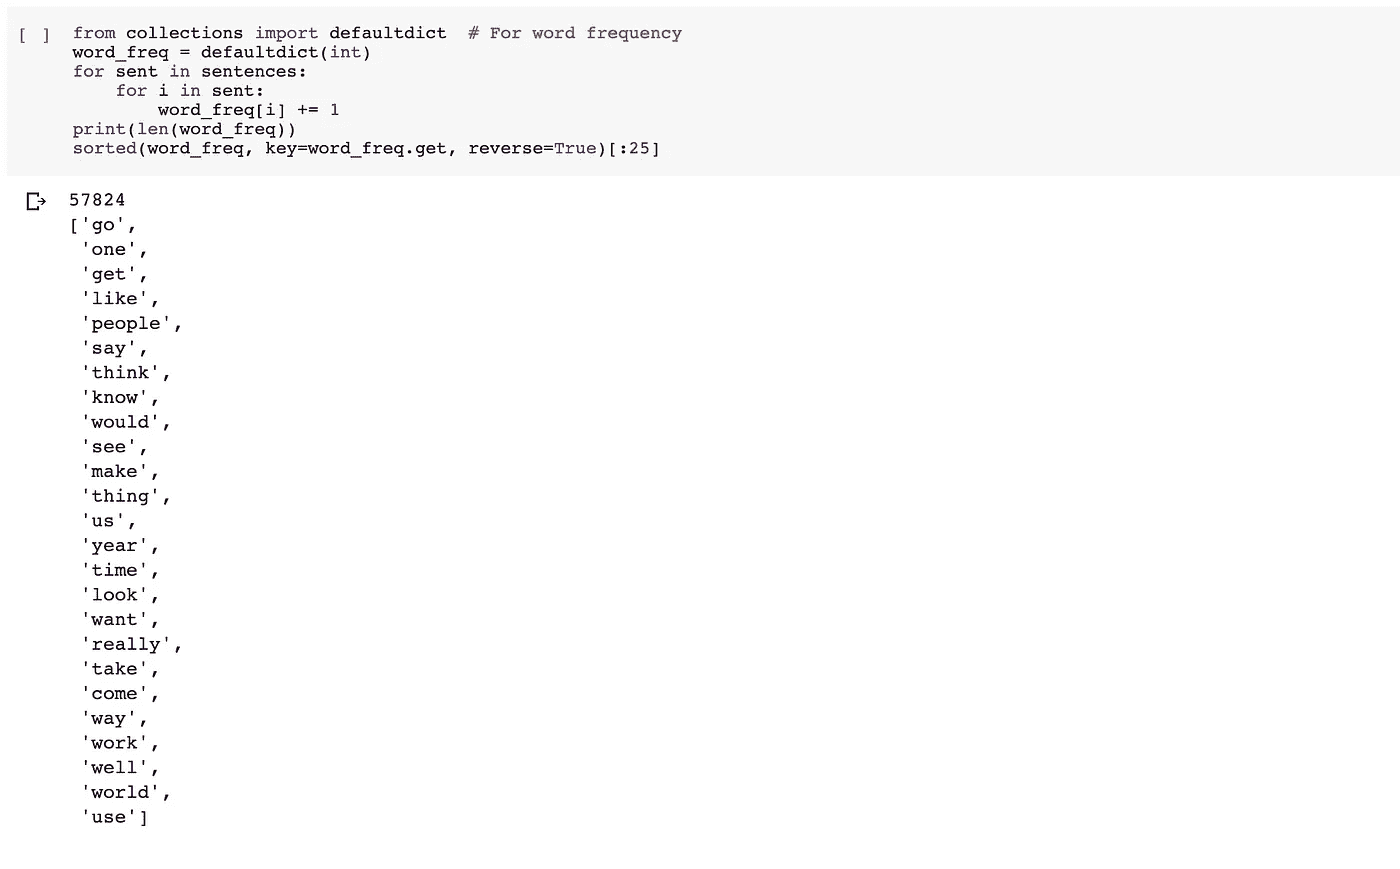 [ ] from collections import defaultdict  # For word frequency
word_freq = defaultdict(int)
for sent in sentences:
    for i in sent:
        word_freq[i] += 1
print(len(word_freq))
sorted(word_freq, key=word_freq.get, reverse=True)[:25]
57824
['go',
 'one',
 'get',
 'like',
 'people',
 'say',
 'think',
 'know',
 'would',
 'see',
 'make',
 'thing',
 'us',
 'year',
 'time',
 'look',
 'want',
 'really',
 'take',
 'come',
 'way',
 'work',
 'well',
 'world',
 'use']